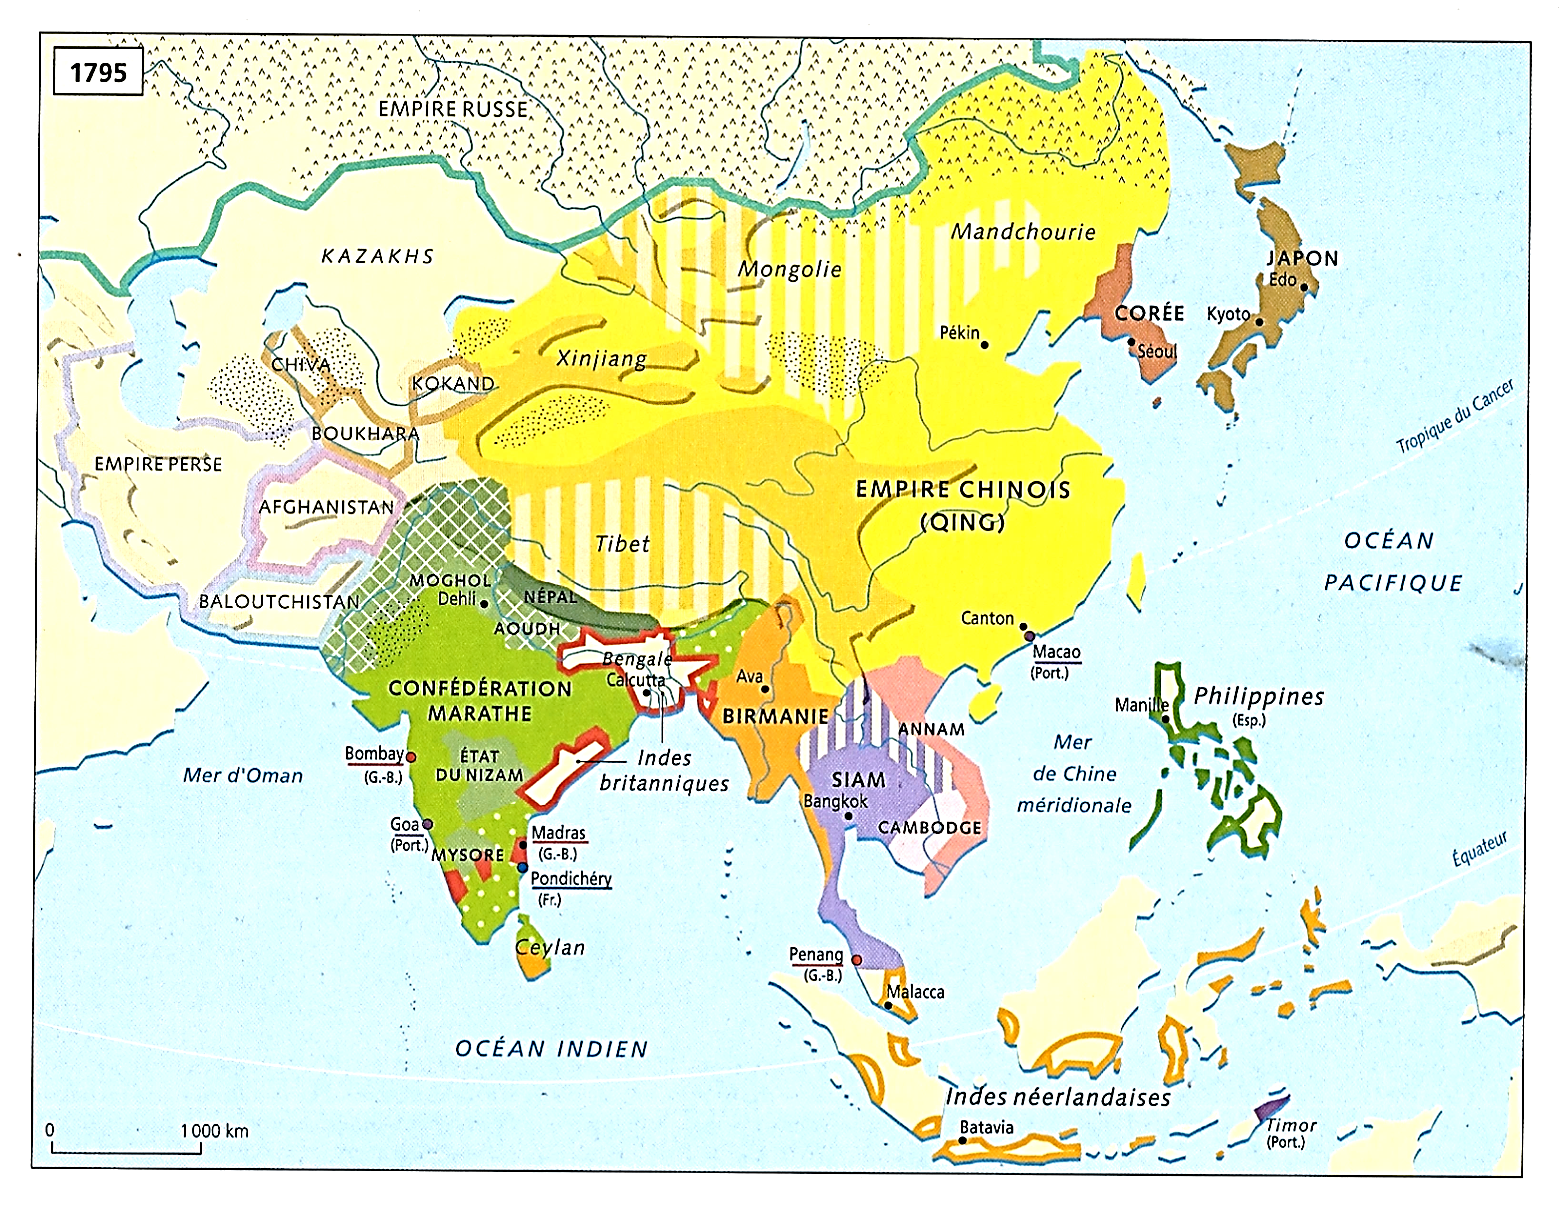 1795
EMPIRE RUSSE
KAZAKHS
Mongolie
Mandchourie
JAPON
Edo
Kyoto
CORÉE
Séoul
Pékin
Xinjiang
CHIVA
KOKAND
BOUKHARA
EMPIRE PERSE
AFGHANISTAN
BALOUTCHISTAN
EMPIRE CHINOIS
(QING)
Tibet
Tropique du Cancer
OCÉAN
PACIFIQUE
MOGHOL
Dehli
NÉPAL
AOUDH
Bengale
Calcutta
Canton
Macao
(Port.)
CONFÉDÉRATION
MARATHE
Ava
BIRMANIE
ANNAM
Manille
Philippines
(Esp.)
Bombay
(G.-B.)
ÉTAT
DU NIZAM
Indes
britanniques
Mer d'Oman
SIAM
Bangkok
CAMBODGE
Mer
de Chine
méridionale
Goa
(Port.)
MYSORE
Madras
(G.-B.)
Pondichéry
(Fr.)
Équateur
Ceylan
Penang
(G.-B.)
Malacca
OCÉAN INDIEN
Indes néerlandaises
Batavia
Timor
(Port.)
0 1 000 km